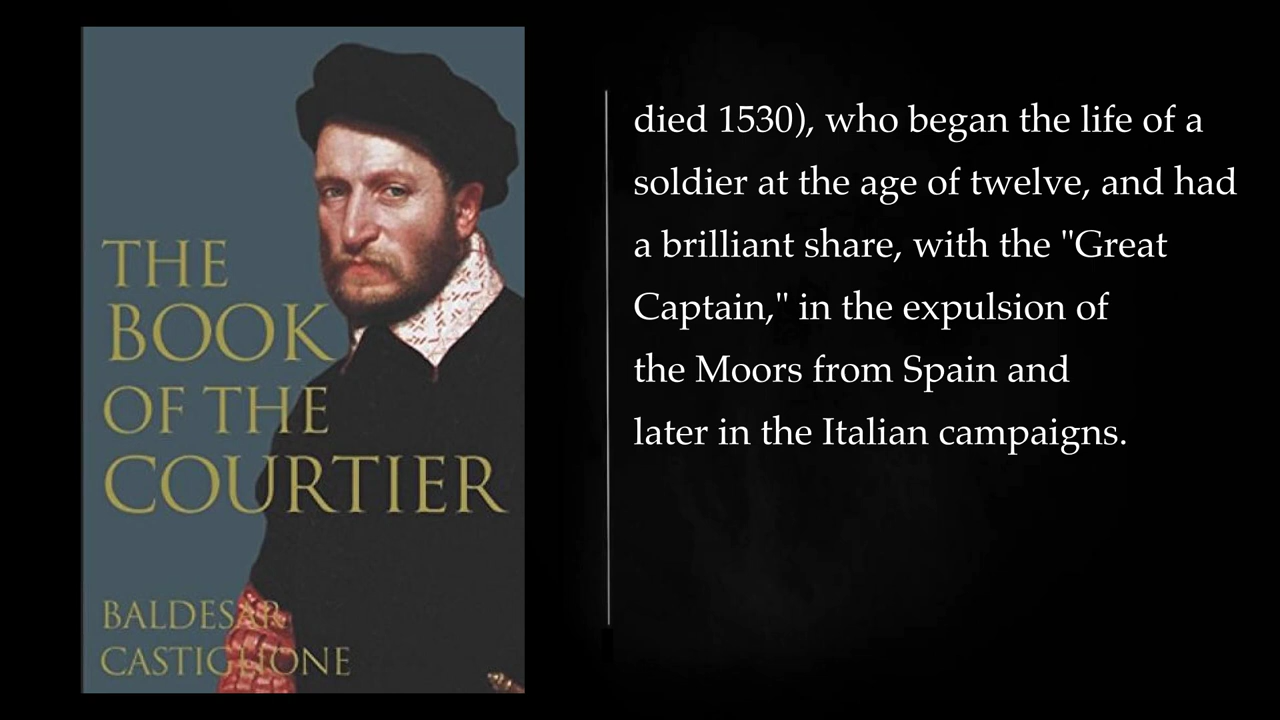 THE
BOOK
OF THE
COURTIER
BALDESAR
CASTIGLIONE
died 1530), who began the life of a
soldier at the age of twelve, and had
a brilliant share, with the "Great
Captain," in the expulsion of
the Moors from Spain and
later in the Italian campaigns.